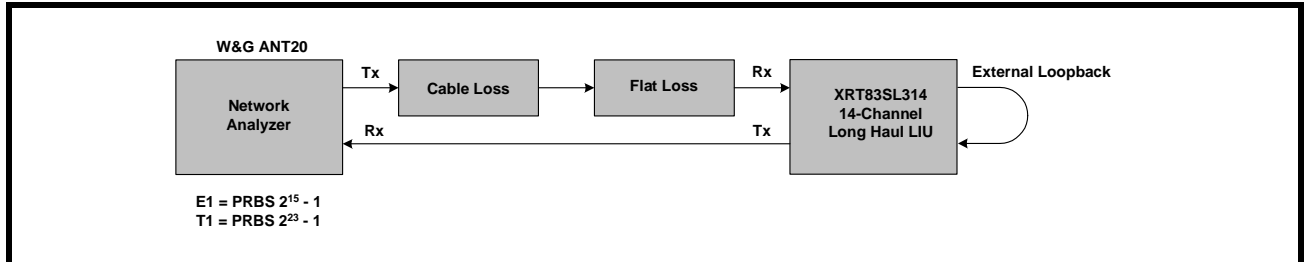 W&G ANT20
Network
Analyzer
Tx
Cable Loss
Flat Loss
Rx
XRT83SL314
14-Channel
Long Haul LIU
External Loopback
Rx
Tx
E1 = PRBS 2¹⁵ - 1
T1 = PRBS 2²³ - 1